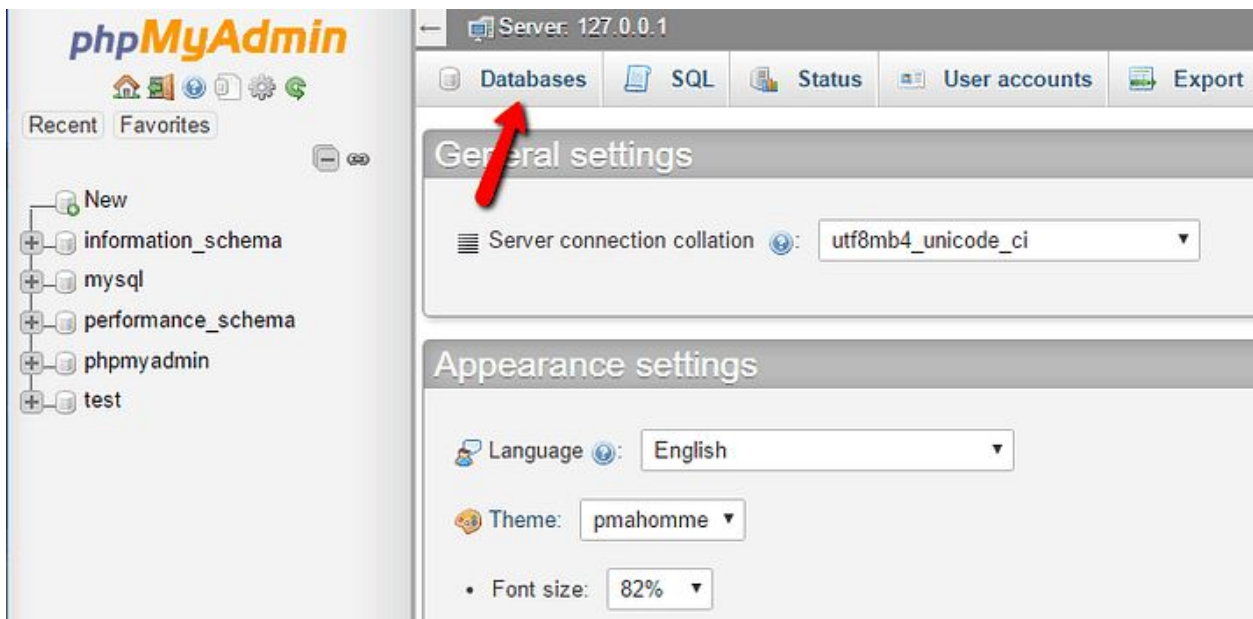 phpMyAdmin
Recent Favorites
New
information_schema
mysql
performance_schema
phpmyadmin
test
Server: 127.0.0.1
Databases SQL Status User accounts Export
General settings
Server connection collation : utf8mb4_unicode_ci
Appearance settings
Language : English
Theme: pmahomme
• Font size: 82%